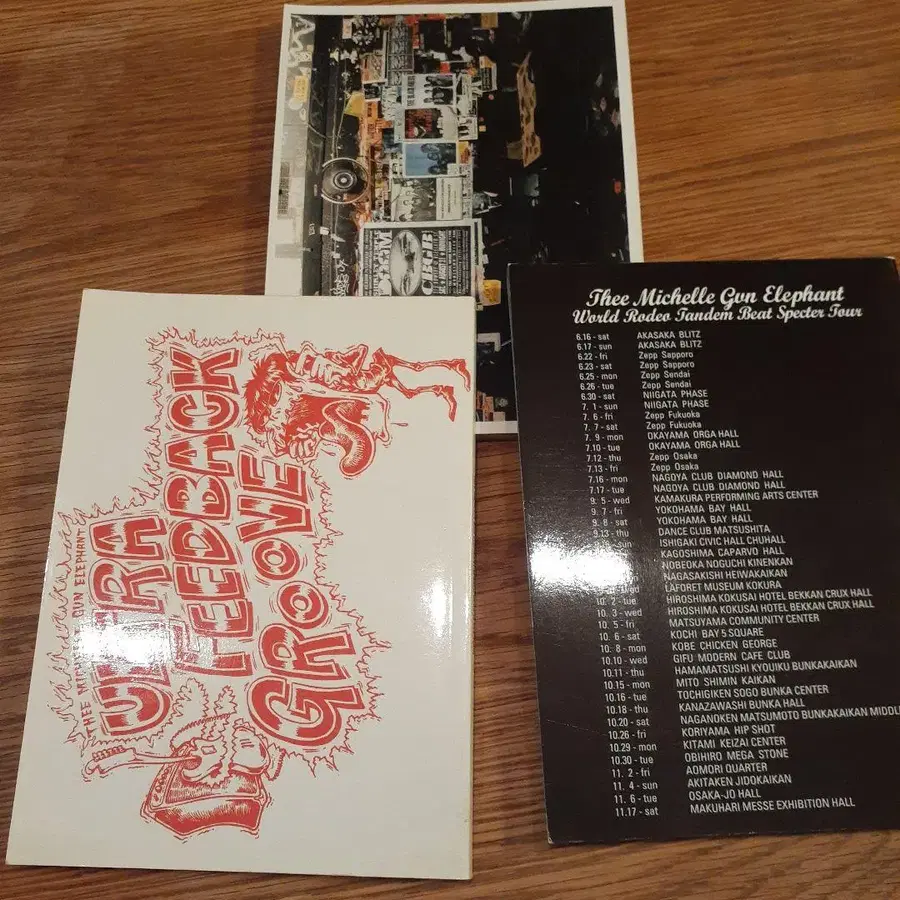 DOOM
CBGB
THEE MICHELLE GUN ELEPHANT
ULTRA
FEEDBACK
GROOVE
Thee Michelle Gun Elephant
World Rodeo Tandem Beat Specter Tour
6.16 - sat AKASAKA BLITZ
6.17 - sun AKASAKA BLITZ
6.22 - fri Zepp Sapporo
6.23 - sat Zepp Sapporo
6.25 - mon Zepp Sendai
6.26 - tue Zepp Sendai
6.30 - sat NIIGATA PHASE
7. 1 - sun NIIGATA PHASE
7. 6 - fri Zepp Fukuoka
7. 7 - sat Zepp Fukuoka
7. 9 - mon OKAYAMA ORGA HALL
7.10 - tue OKAYAMA ORGA HALL
7.12 - thu Zepp Osaka
7.13 - fri Zepp Osaka
7.16 - mon NAGOYA CLUB DIAMOND HALL
7.17 - tue NAGOYA CLUB DIAMOND HALL
9. 5 - wed KAMAKURA PERFORMING ARTS CENTER
9. 7 - fri YOKOHAMA BAY HALL
9. 8 - sat YOKOHAMA BAY HALL
9.13 - thu DANCE CLUB MATSUSHITA
sun ISHIGAKI CIVIC HALL CHUHALL
KAGOSHIMA CAPARVO HALL
NOBEOKA NOGUCHI KINENKAN
NAGASAKISHI HEIWAKAIKAN
LAFORET MUSEUM KOKURA
10. 2 - tue HIROSHIMA KOKUSAI HOTEL BEKKAN CRUX HALL
10. 3 - wed HIROSHIMA KOKUSAI HOTEL BEKKAN CRUX HALL
10. 5 - fri MATSUYAMA COMMUNITY CENTER
10. 6 - sat KOCHI BAY 5 SQUARE
10. 8 - mon KOBE CHICKEN GEORGE
10.10 - wed GIFU MODERN CAFE CLUB
10.11 - thu HAMAMATSUSHI KYOUIKU BUNKAKAIKAN
10.15 - mon MITO SHIMIN KAIKAN
10.16 - tue TOCHIGIKEN SOGO BUNKA CENTER
10.18 - thu KANAZAWASHI BUNKA HALL
10.20 - sat NAGANOKEN MATSUMOTO BUNKAKAIKAN MIDDL
10.26 - fri KORIYAMA HIP SHOT
10.29 - mon KITAMI KEIZAI CENTER
10.30 - tue OBIHIRO MEGA STONE
11. 2 - fri AOMORI QUARTER
11. 4 - sun AKITAKEN JIDOKAIKAN
11. 6 - tue OSAKA-JO HALL
11.17 - sat MAKUHARI MESSE EXHIBITION HALL